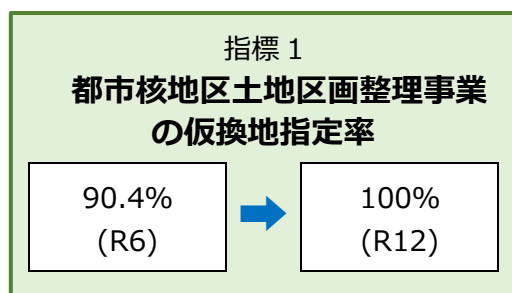 指標 1
都市核地区土地区画整理事業
の仮換地指定率
90.4%
(R6)
100%
(R12)